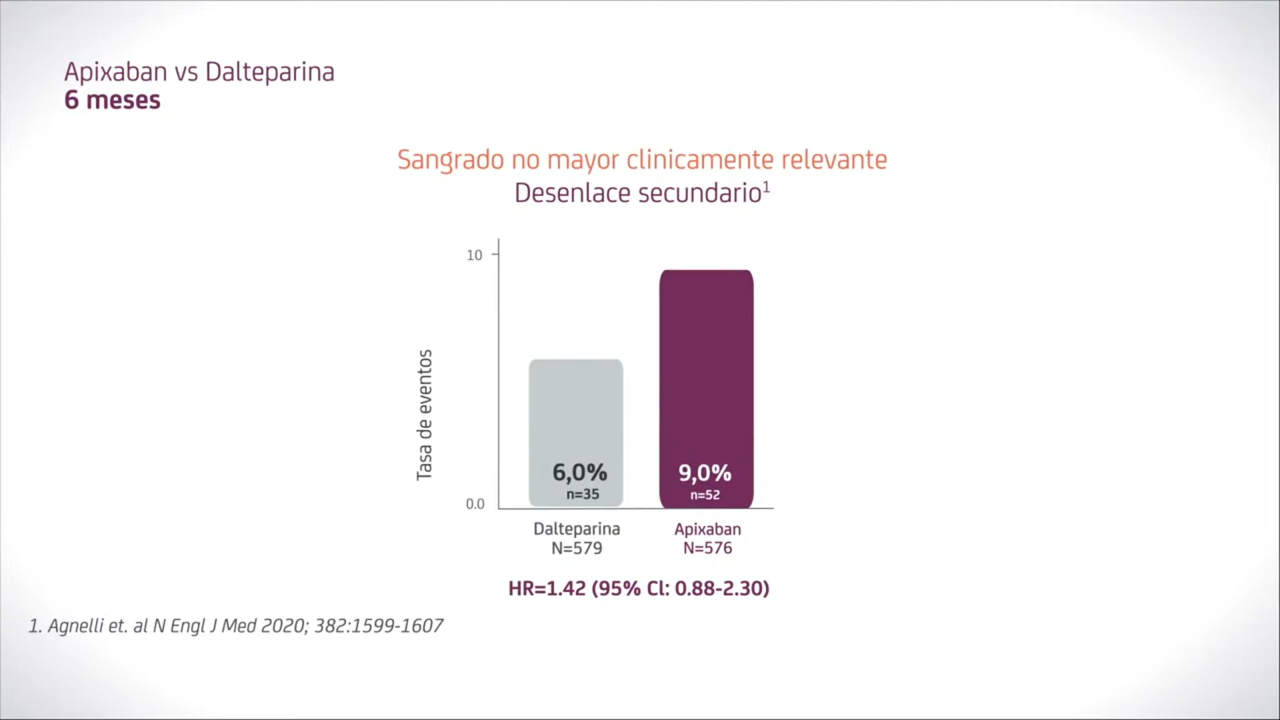 Apixaban vs Dalteparina
6 meses
Sangrado no mayor clinicamente relevante
Desenlace secundario¹
10
Tasa de eventos
0.0
6,0%
n=35
9,0%
n=52
Dalteparina
N=579
Apixaban
N=576
HR=1.42 (95% Cl: 0.88-2.30)
1. Agnelli et. al N Engl J Med 2020; 382:1599-1607